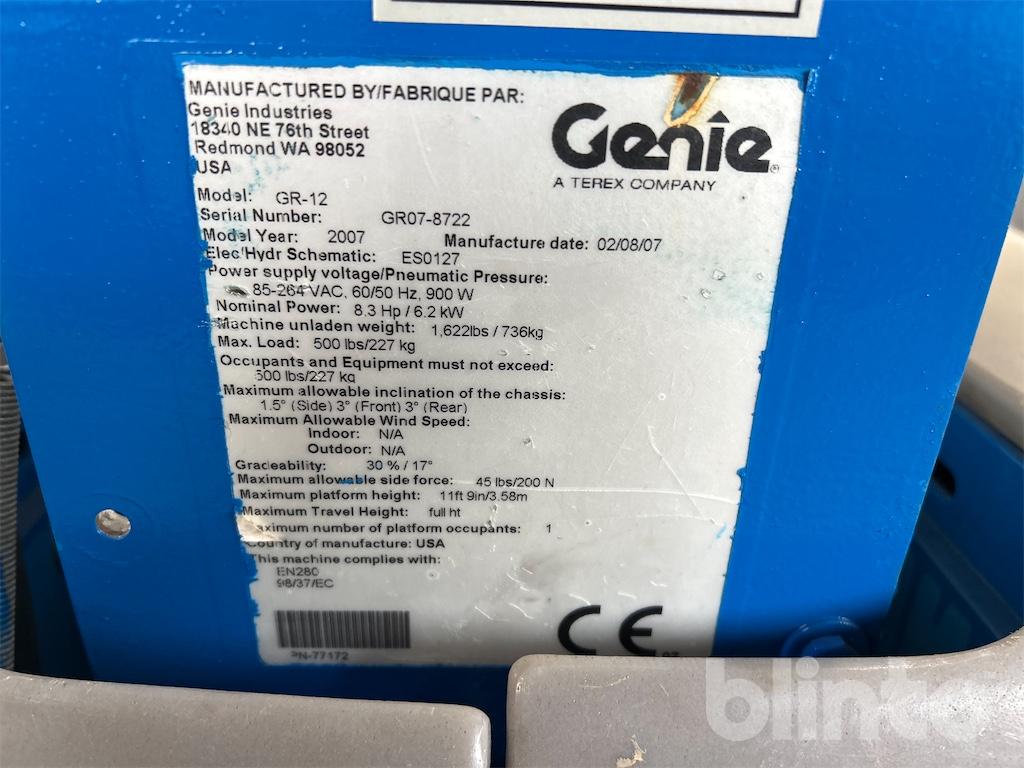 MANUFACTURED BY/FABRIQUE PAR:
Genie Industries
18340 NE 76th Street
Redmond WA 98052
USA
Genie
A TEREX COMPANY
Model: GR-12
Serial Number: GR07-8722
Model Year: 2007 Manufacture date: 02/08/07
Elec/Hydr Schematic: ES0127
Power supply voltage/Pneumatic Pressure:
85-264 VAC, 60/50 Hz, 900 W
Nominal Power: 8.3 Hp / 6.2 kW
Machine unladen weight: 1,622lbs / 736kg
Max. Load: 500 lbs/227 kg
Occupants and Equipment must not exceed:
500 lbs/227 kg
Maximum allowable inclination of the chassis:
1.5° (Side) 3° (Front) 3° (Rear)
Maximum Allowable Wind Speed:
Indoor: N/A
Outdoor: N/A
Gradeability: 30 % / 17°
Maximum allowable side force: 45 lbs/200 N
Maximum platform height: 11ft 9in/3.58m
Maximum Travel Height: full ht
Maximum number of platform occupants: 1
Country of manufacture: USA
This machine complies with:
EN280
98/37/EC
PN-77172
CE
blinto